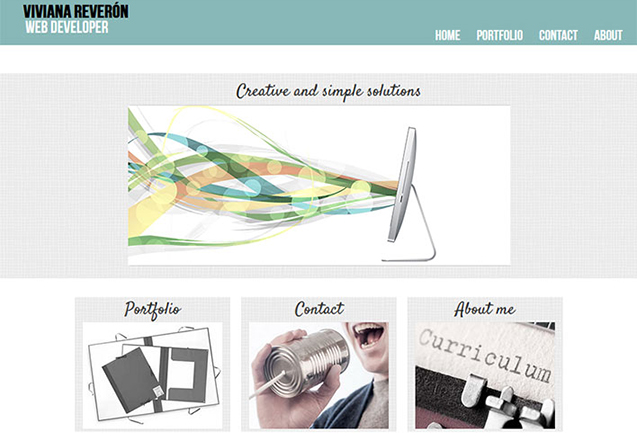 VIVIANA REVERÓN
WEB DEVELOPER
HOME PORTFOLIO CONTACT ABOUT
Creative and simple solutions
Portfolio Contact About me
Curriculum